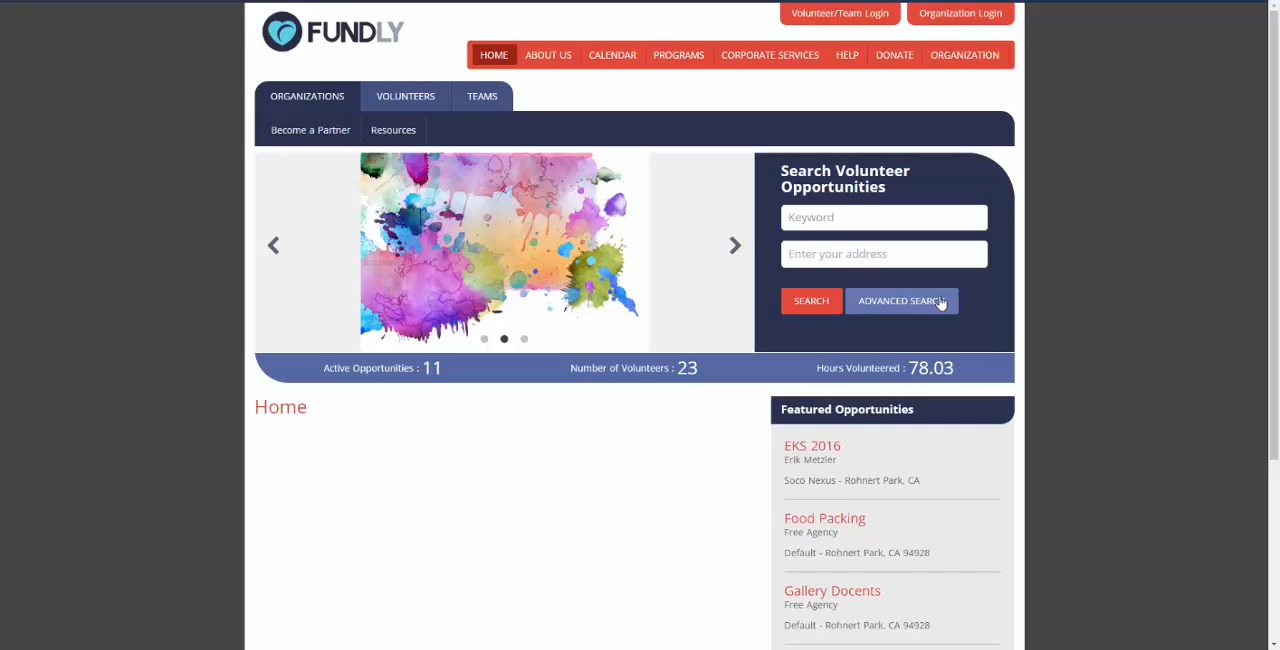 FUNDLY
Volunteer/Team Login
Organization Login
HOME
ABOUT US
CALENDAR
PROGRAMS
CORPORATE SERVICES
HELP
DONATE
ORGANIZATION
ORGANIZATIONS
VOLUNTEERS
TEAMS
Become a Partner
Resources
Search Volunteer
Opportunities
Keyword
Enter your address
SEARCH
ADVANCED SEARCH
Active Opportunities : 11
Number of Volunteers : 23
Hours Volunteered : 78.03
Home
Featured Opportunities
EKS 2016
Erik Metzler
Soco Nexus - Rohnert Park, CA
Food Packing
Free Agency
Default - Rohnert Park, CA 94928
Gallery Docents
Free Agency
Default - Rohnert Park, CA 94928